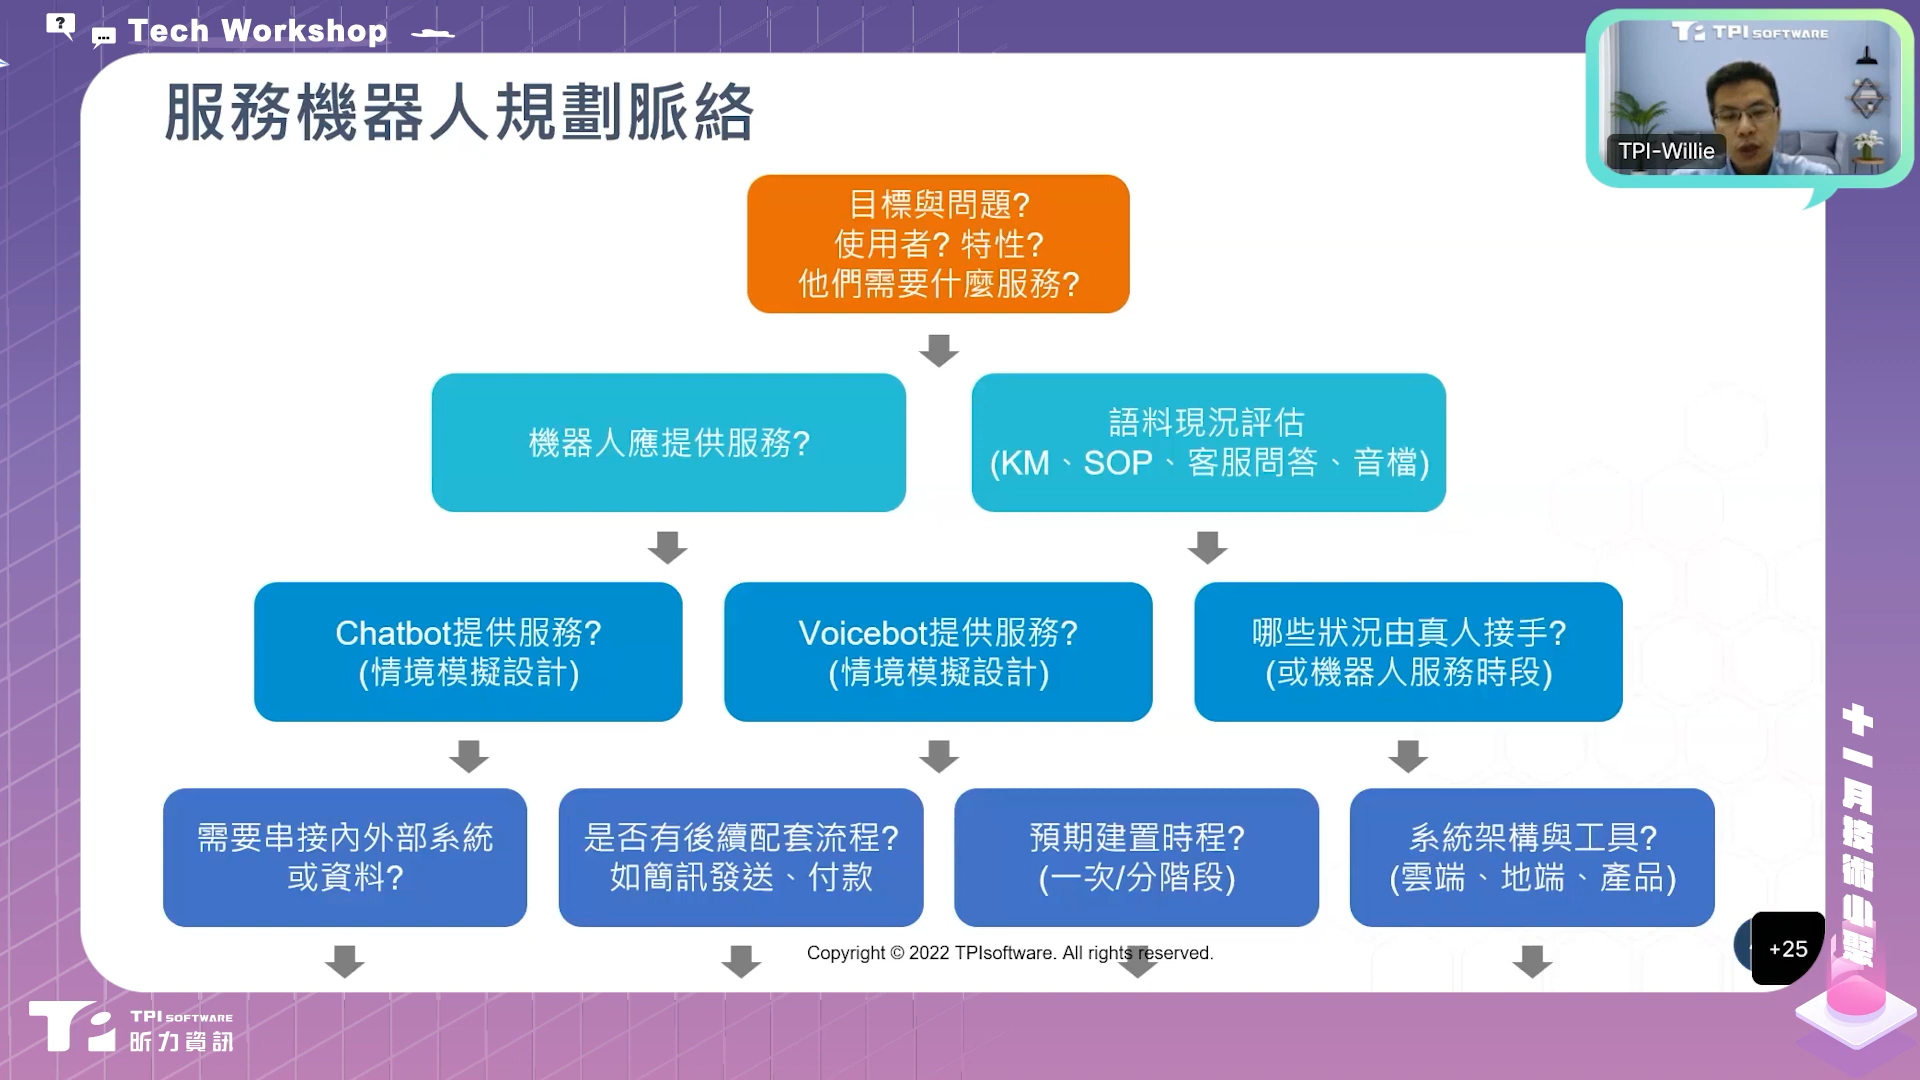 Tech Workshop
TPI SOFTWARE
TPI-Willie
服務機器人規劃脈絡
目標與問題?
使用者? 特性?
他們需要什麼服務?
機器人應提供服務?
語料現況評估
(KM、SOP、客服問答、音檔)
Chatbot提供服務?
(情境模擬設計)
Voicebot提供服務?
(情境模擬設計)
哪些狀況由真人接手?
(或機器人服務時段)
需要串接內外部系統
或資料?
是否有後續配套流程?
如簡訊發送、付款
預期建置時程?
(一次/分階段)
系統架構與工具?
(雲端、地端、產品)
Copyright © 2022 TPIsoftware. All rights reserved.
+25
十一月技術小聚
TPI SOFTWARE
昕力資訊